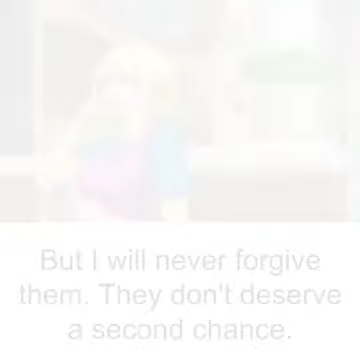 But I will never forgive
them. They don't deserve
a second chance.